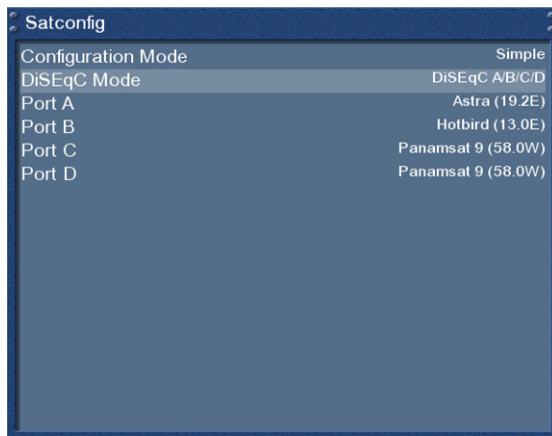 Satconfig
Configuration Mode Simple
DiSEqC Mode DiSEqC A/B/C/D
Port A Astra (19.2E)
Port B Hotbird (13.0E)
Port C Panamsat 9 (58.0W)
Port D Panamsat 9 (58.0W)